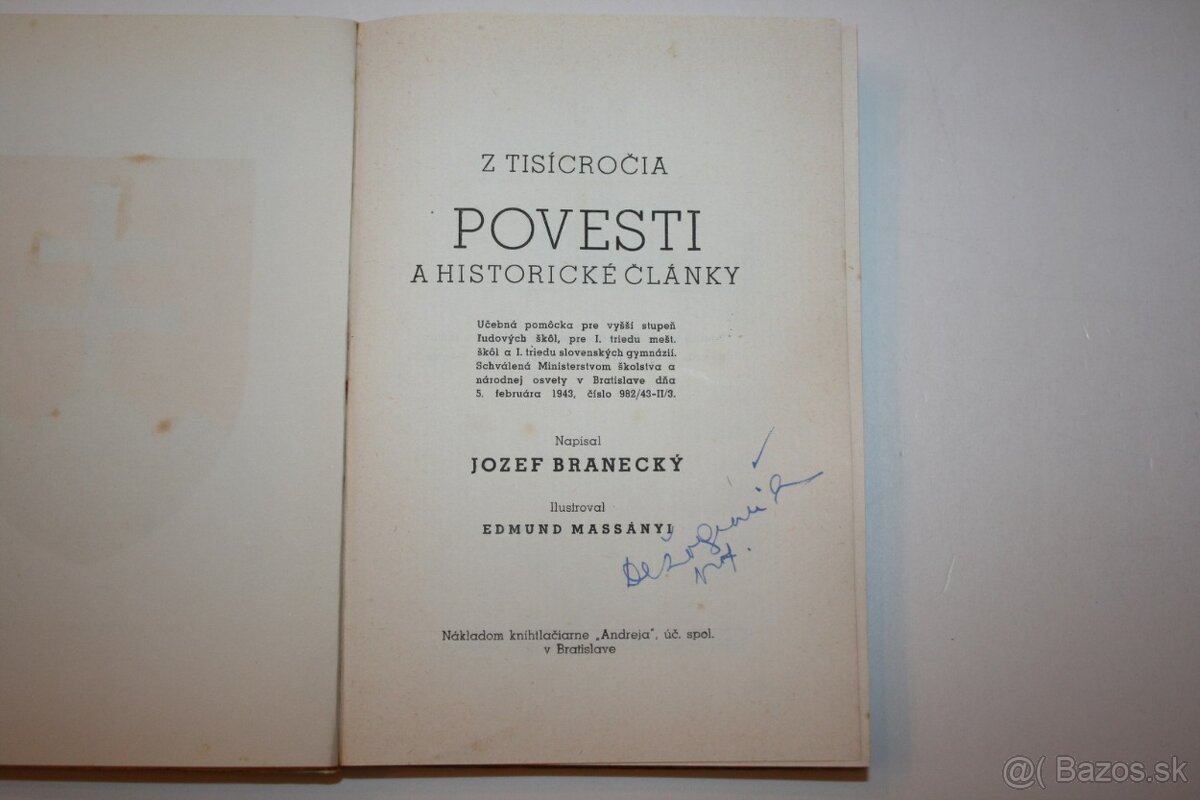 Z TISÍCROČIA
POVESTI
A HISTORICKÉ ČLÁNKY
Učebná pomôcka pre vyšší stupeň
ľudových škôl, pre I. triedu mešt.
škôl a I. triedu slovenských gymnázií.
Schválená Ministerstvom školstva a
národnej osvety v Bratislave dňa
5. februára 1943, číslo 982/43-II/3.
Napísal
JOZEF BRANECKÝ
Ilustroval
EDMUND MASSÁNYI
Nákladom kníhtlačiarne „Andreja", úč. spol.
v Bratislave
@( Bazos.sk